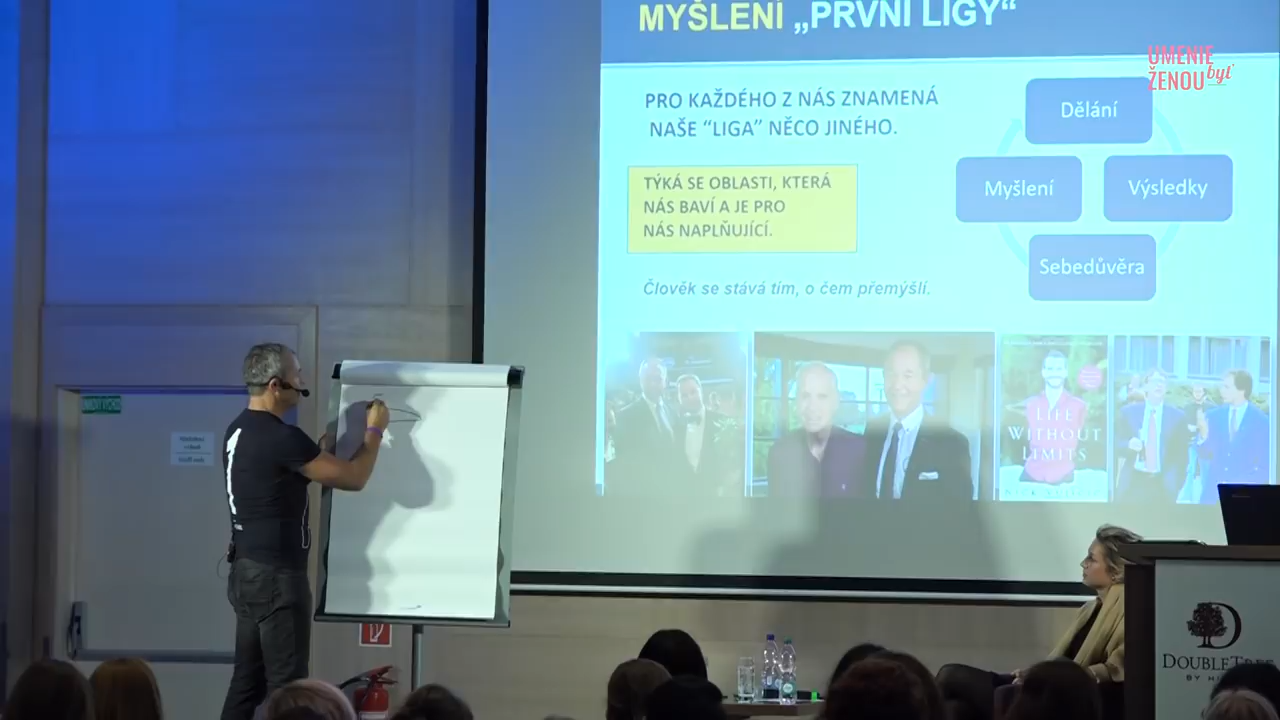 MYŠLENÍ „PRVNÍ LIGY“
UMENIE
ŽENOU byť
PRO KAŽDÉHO Z NÁS ZNAMENÁ
NAŠE “LIGA” NĚCO JINÉHO.
TÝKÁ SE OBLASTI, KTERÁ
NÁS BAVÍ A JE PRO
NÁS NAPLŇUJÍCÍ.
Člověk se stává tím, o čem přemýšlí.
Dělání
Myšlení
Výsledky
Sebedůvěra
LIFE
WITHOUT
LIMITS
1
D
DOUBLETREE